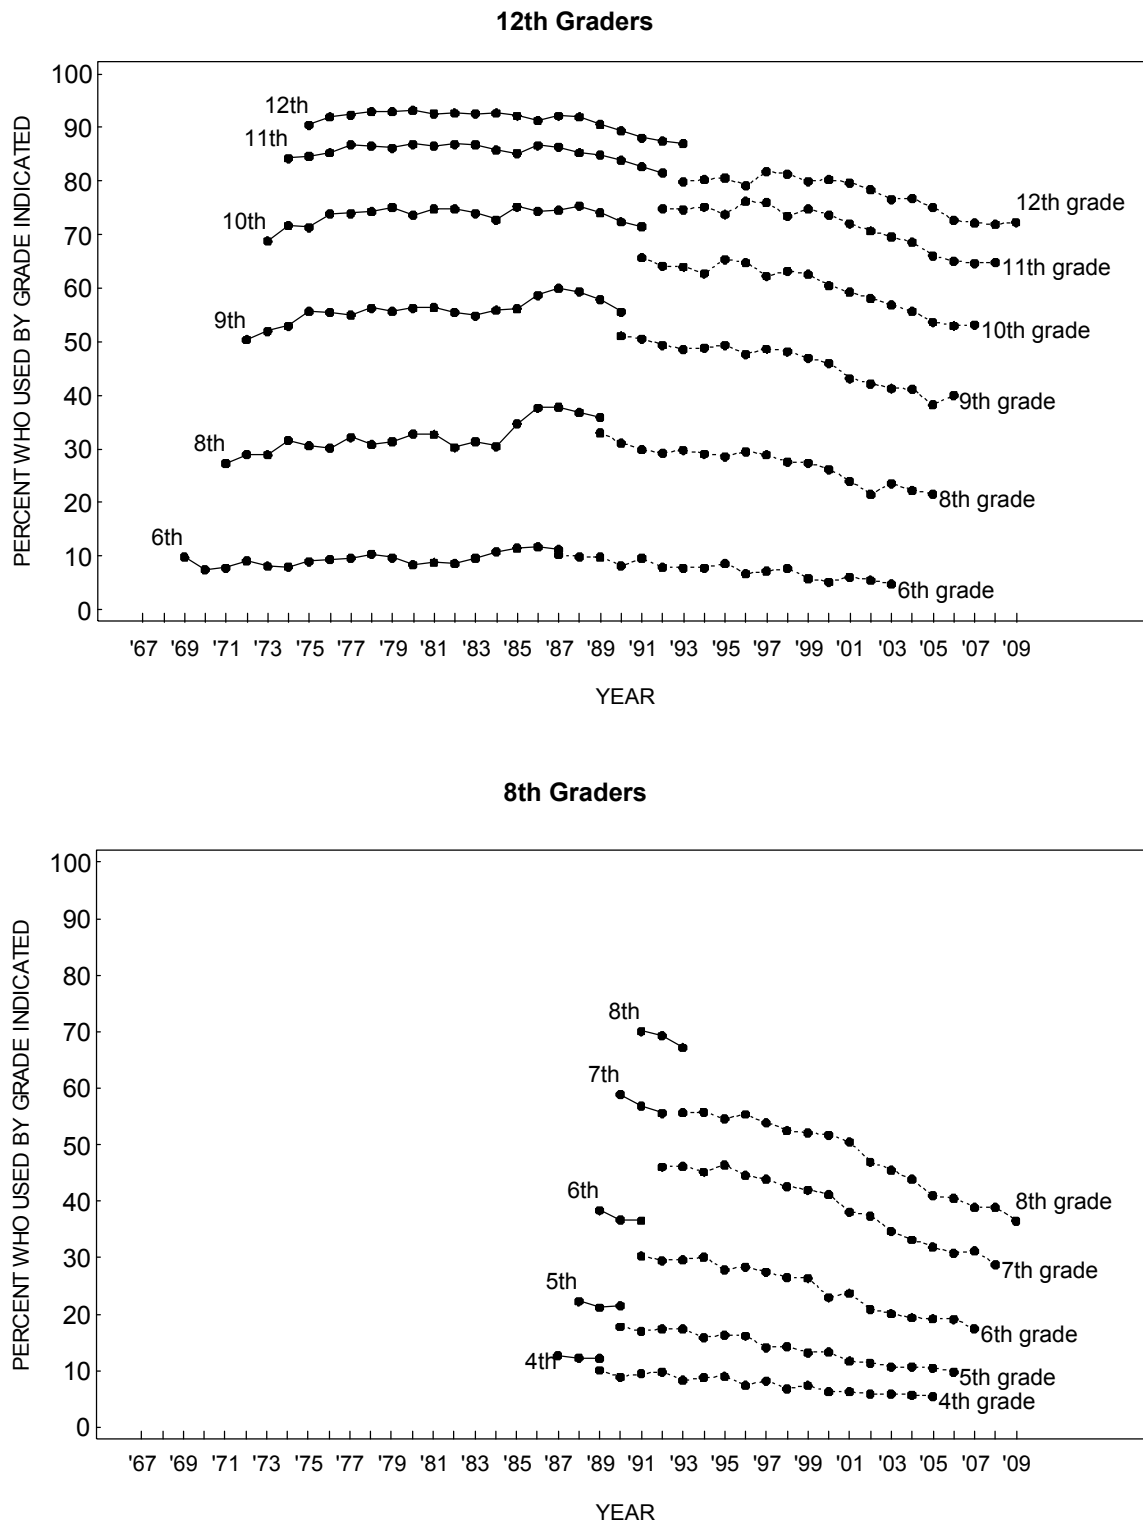 12th Graders
PERCENT WHO USED BY GRADE INDICATED
100
90
80
70
60
50
40
30
20
10
0
12th
11th
10th
9th
8th
6th
12th grade
11th grade
10th grade
9th grade
8th grade
6th grade
'67 '69 '71 '73 '75 '77 '79 '81 '83 '85 '87 '89 '91 '93 '95 '97 '99 '01 '03 '05 '07 '09
YEAR
8th Graders
PERCENT WHO USED BY GRADE INDICATED
100
90
80
70
60
50
40
30
20
10
0
8th
7th
6th
5th
4th
8th grade
7th grade
6th grade
5th grade
4th grade
'67 '69 '71 '73 '75 '77 '79 '81 '83 '85 '87 '89 '91 '93 '95 '97 '99 '01 '03 '05 '07 '09
YEAR